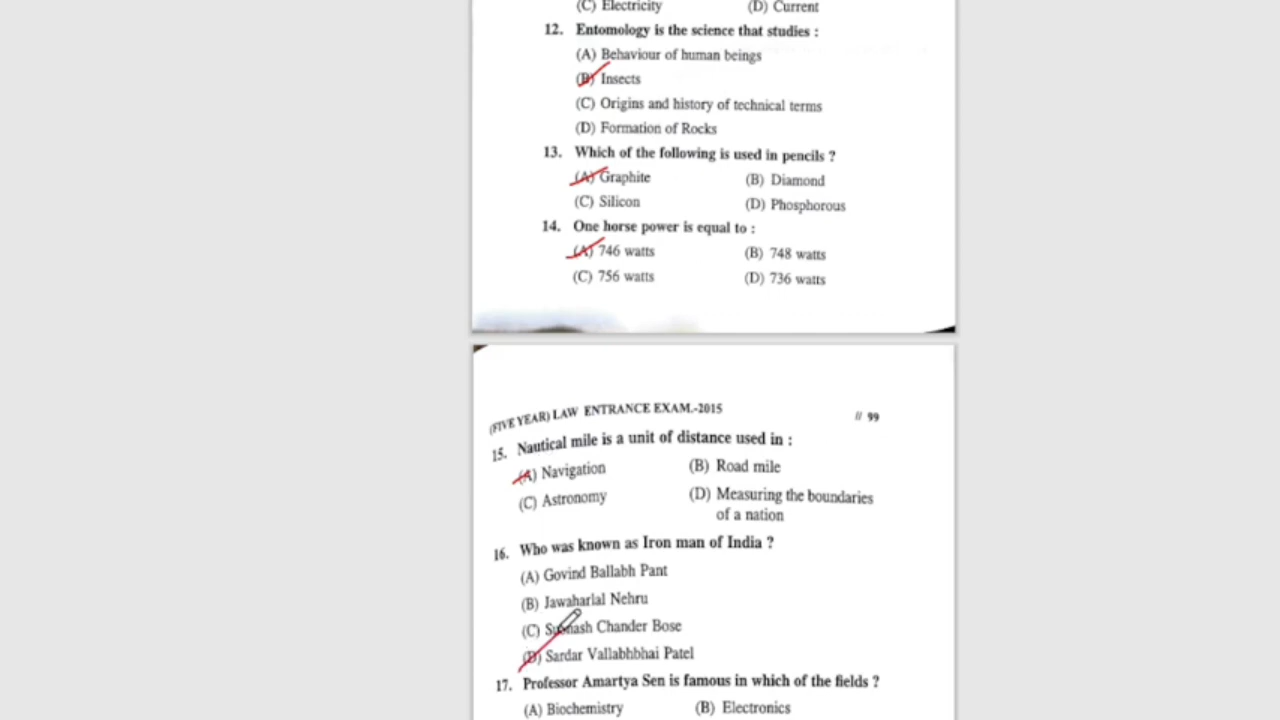 (C) Electricity (D) Current
12. Entomology is the science that studies :
(A) Behaviour of human beings
(B) Insects
(C) Origins and history of technical terms
(D) Formation of Rocks
13. Which of the following is used in pencils ?
(A) Graphite (B) Diamond
(C) Silicon (D) Phosphorous
14. One horse power is equal to :
(A) 746 watts (B) 748 watts
(C) 756 watts (D) 736 watts
(FIVE YEAR) LAW ENTRANCE EXAM.-2015 // 99
15. Nautical mile is a unit of distance used in :
(A) Navigation (B) Road mile
(C) Astronomy (D) Measuring the boundaries
of a nation
16. Who was known as Iron man of India ?
(A) Govind Ballabh Pant
(B) Jawaharlal Nehru
(C) Subhash Chander Bose
(D) Sardar Vallabhbhai Patel
17. Professor Amartya Sen is famous in which of the fields ?
(A) Biochemistry (B) Electronics